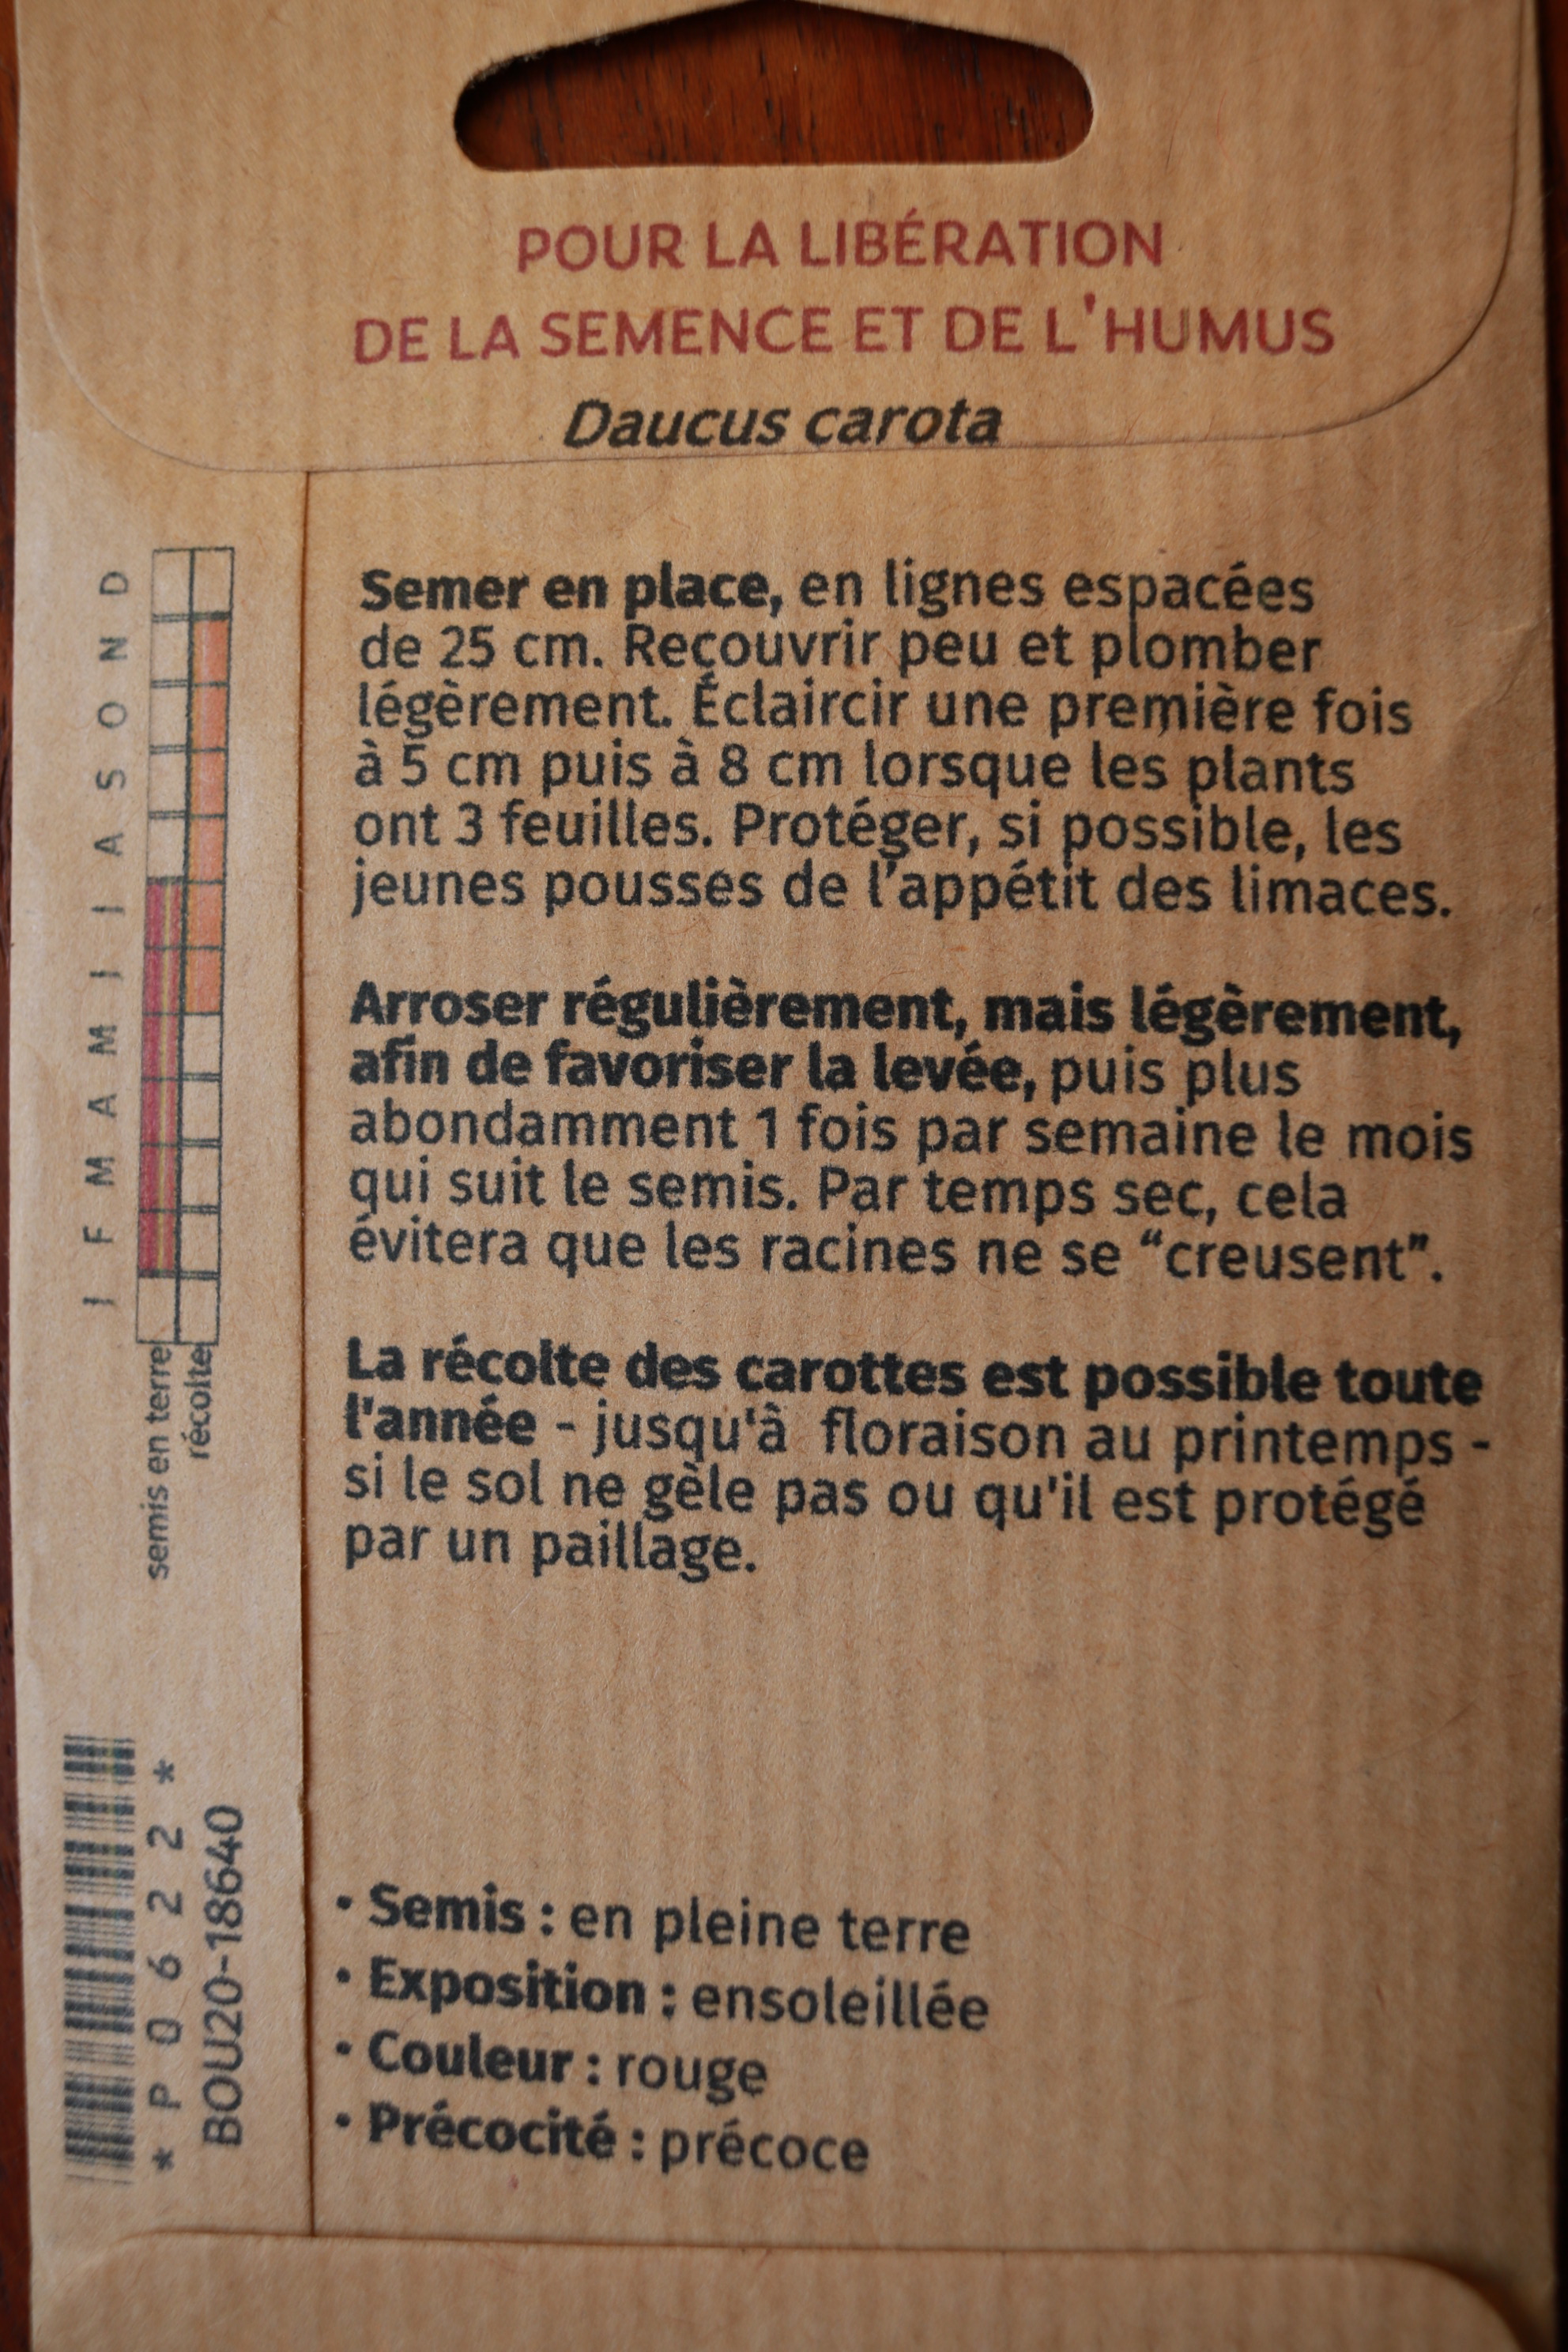 POUR LA LIBÉRATION
DE LA SEMENCE ET DE L'HUMUS
Daucus carota
Semer en place, en lignes espacées
de 25 cm. Recouvrir peu et plomber
légèrement. Éclaircir une première fois
à 5 cm puis à 8 cm lorsque les plants
ont 3 feuilles. Protéger, si possible, les
jeunes pousses de l’appétit des limaces.
Arroser régulièrement, mais légèrement,
afin de favoriser la levée, puis plus
abondamment 1 fois par semaine le mois
qui suit le semis. Par temps sec, cela
évitera que les racines ne se “creusent”.
La récolte des carottes est possible toute
l'année - jusqu'à floraison au printemps -
si le sol ne gèle pas ou qu'il est protégé
par un paillage.
• Semis : en pleine terre
• Exposition : ensoleillée
• Couleur : rouge
• Précocité : précoce
J F M A M J J A S O N D
semis en terre
récolte
* P 0 6 2 2 *
BOU20-18640